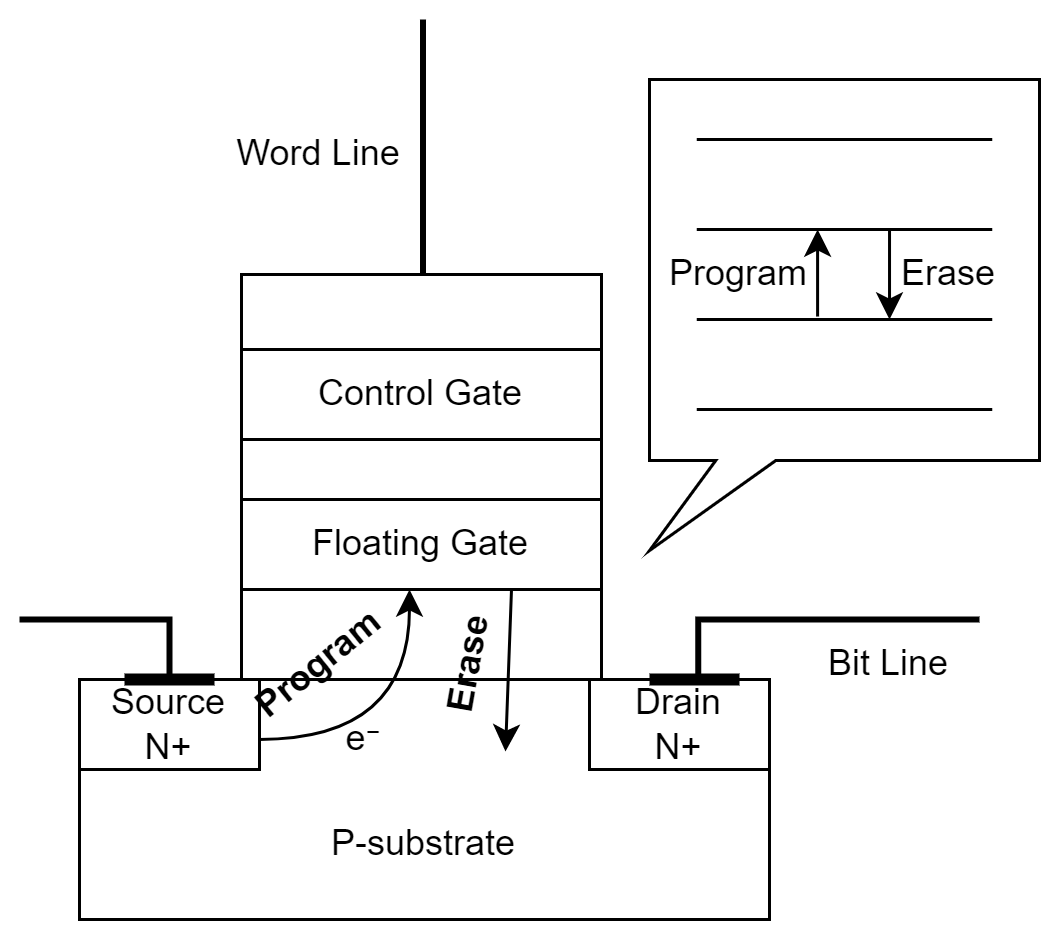 Word Line
Program
Erase
Control Gate
Floating Gate
Program
Erase
e⁻
Bit Line
Source
N+
Drain
N+
P-substrate